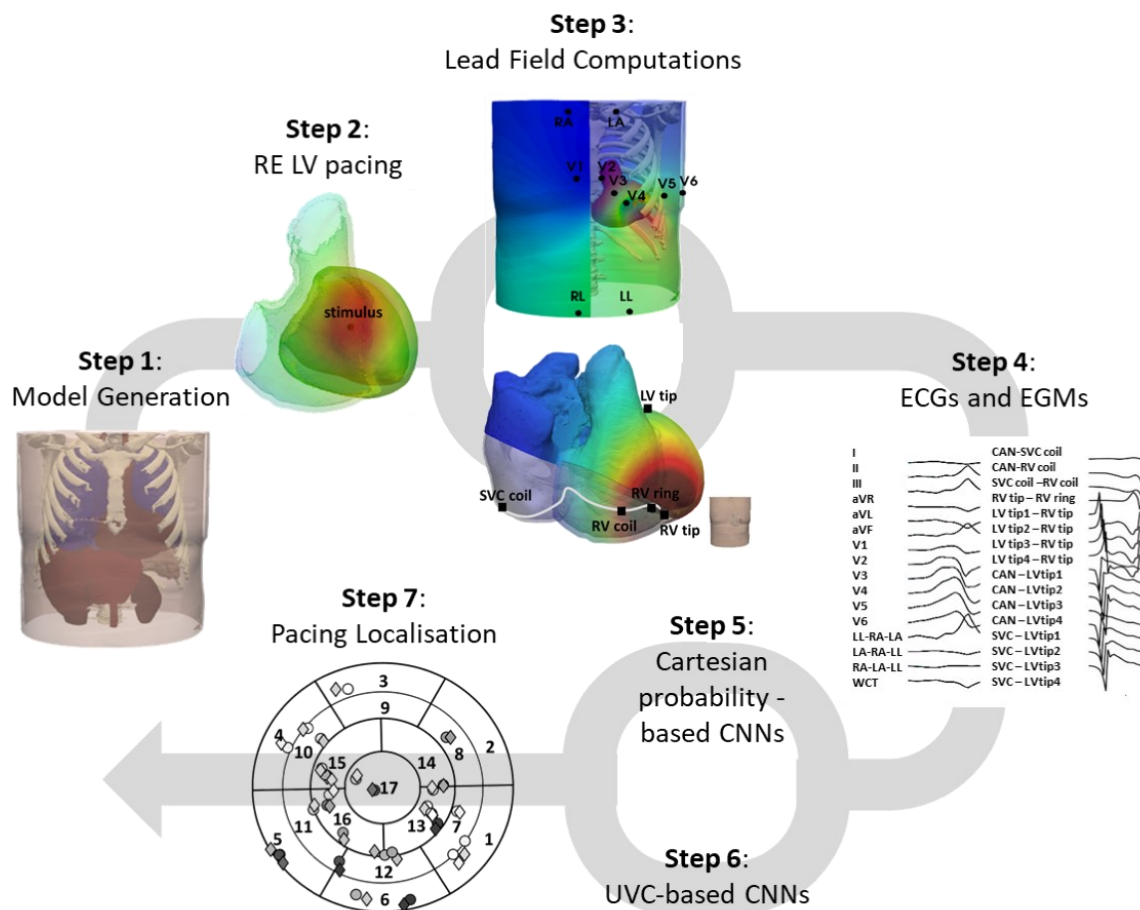 Step 3:
Lead Field Computations
RA
LA
V1
V2
V3
V4
V5
V6
RL
LL
Step 2:
RE LV pacing
stimulus
Step 1:
Model Generation
LV tip
SVC coil
RV ring
RV coil
RV tip
Step 4:
ECGs and EGMs
I
II
III
aVR
aVL
aVF
V1
V2
V3
V4
V5
V6
LL-RA-LA
LA-RA-LL
RA-LA-LL
WCT
CAN-SVC coil
CAN-RV coil
SVC coil –RV coil
RV tip – RV ring
LV tip1 – RV tip
LV tip2 – RV tip
LV tip3 – RV tip
LV tip4 – RV tip
CAN – LVtip1
CAN – LVtip2
CAN – LVtip3
CAN – LVtip4
SVC – LVtip1
SVC – LVtip2
SVC – LVtip3
SVC – LVtip4
Step 5:
Cartesian
probability -
based CNNs
Step 6:
UVC-based CNNs
Step 7:
Pacing Localisation
3
9
4
10
8
2
15
14
17
11
16
13
7
5
12
1
6